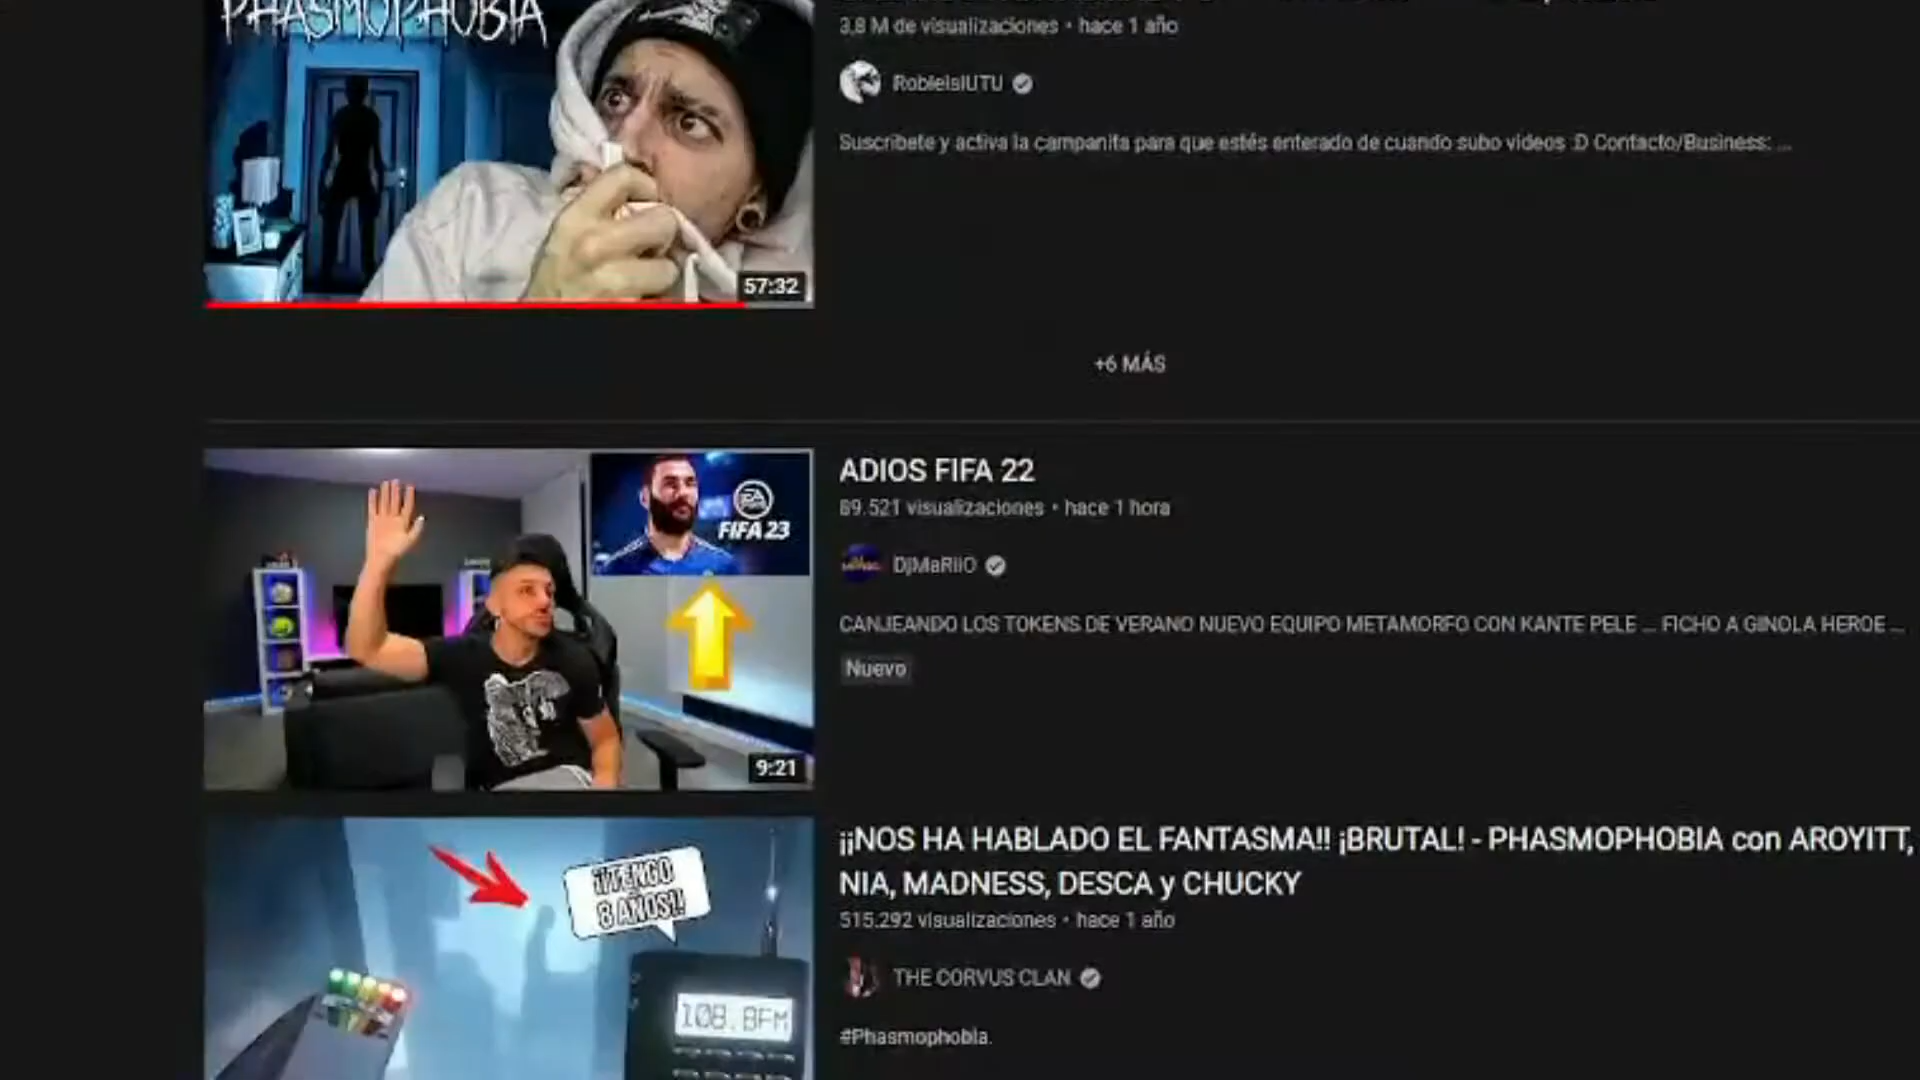 PHASMOPHOBIA
3,8 M de visualizaciones • hace 1 año
RobleisIUTU
Suscribete y activa la campanita para que estés enterado de cuando subo videos :D Contacto/Business: ...
57:32
+6 MÁS
FIFA 23
ADIOS FIFA 22
89.521 visualizaciones • hace 1 hora
DjMaRiiO
CANJEANDO LOS TOKENS DE VERANO NUEVO EQUIPO METAMORFO CON KANTE PELE ... FICHO A GINOLA HEROE ...
Nuevo
9:21
¡¡NOS HA HABLADO EL FANTASMA!! ¡BRUTAL! - PHASMOPHOBIA con AROYITT,
NIA, MADNESS, DESCA y CHUCKY
515.292 visualizaciones • hace 1 año
THE CORVUS CLAN
#Phasmophobia.
¡¡TENGO
8 AÑOS!!
108.8FM